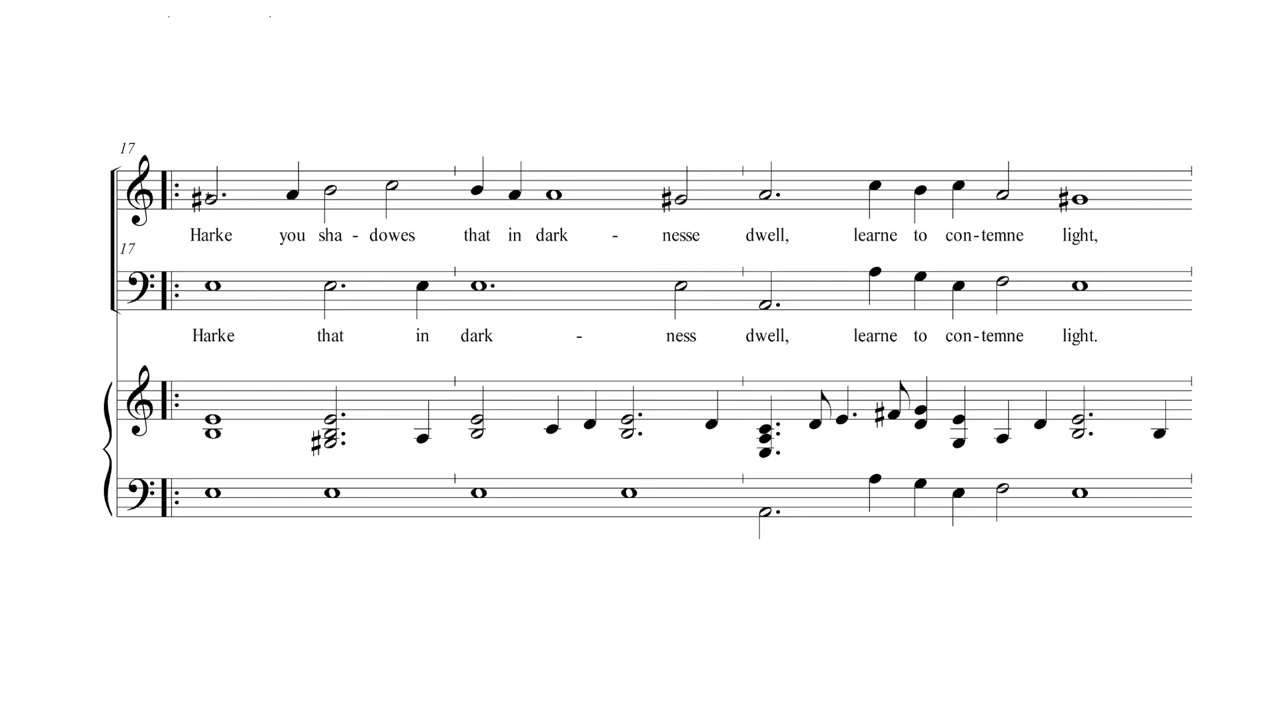 17
Harke you sha - dowes that in dark - nesse dwell, learne to con-temne light,
17
Harke that in dark - ness dwell, learne to con-temne light.